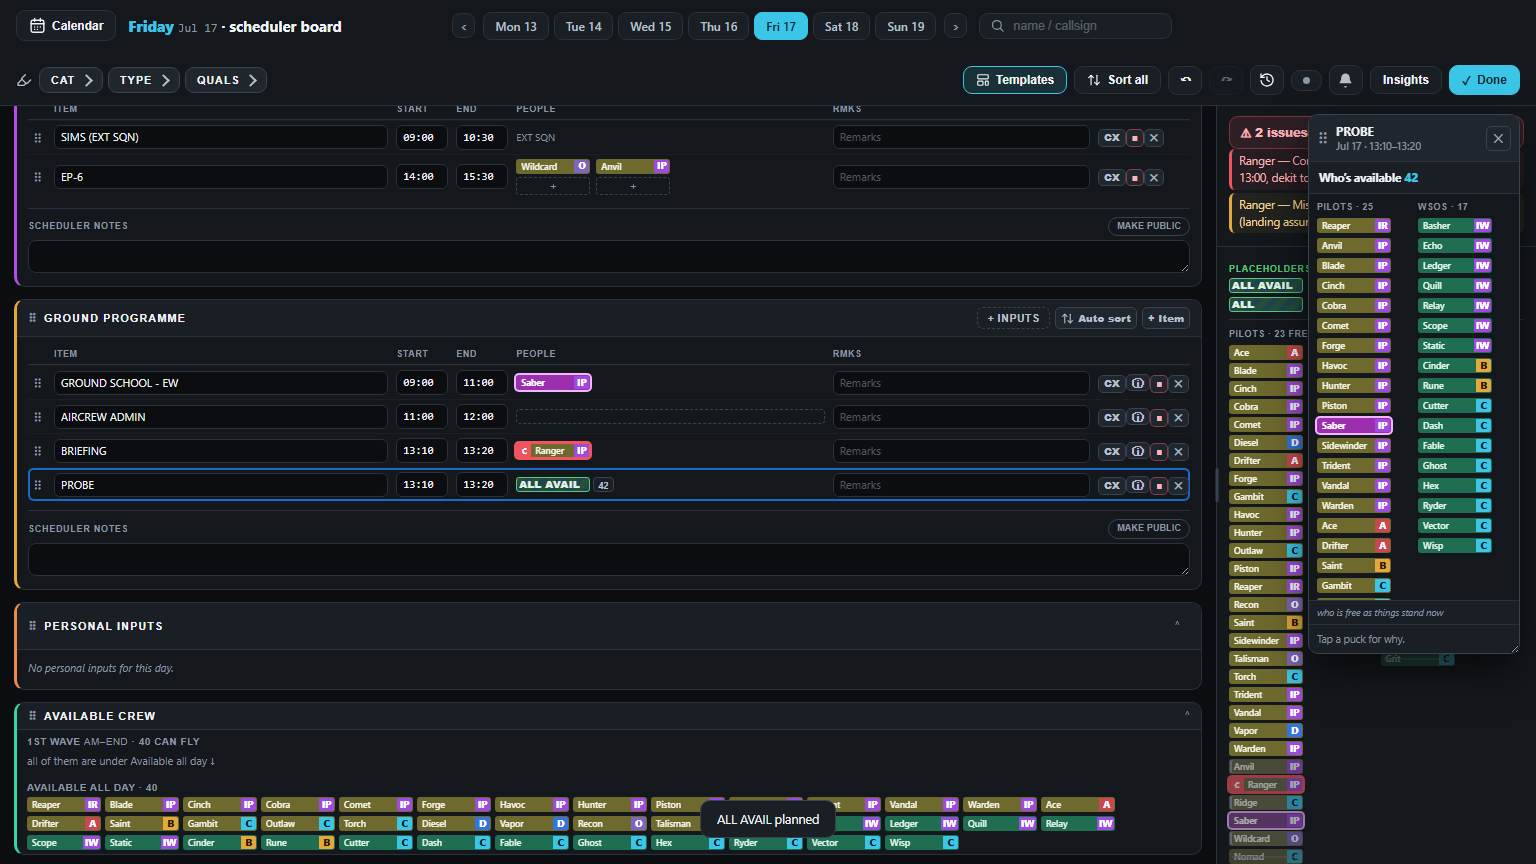 Calendar
Friday Jul 17 · scheduler board
‹ Mon 13 Tue 14 Wed 15 Thu 16 Fri 17 Sat 18 Sun 19 › name / callsign
CAT TYPE QUALS
Templates Sort all Insights ✓ Done
ITEM START END PEOPLE RMKS
SIMS (EXT SQN) 09:00 10:30 EXT SQN Remarks CX
EP-6 14:00 15:30 Wildcard O Anvil IP Remarks CX
+ +
SCHEDULER NOTES MAKE PUBLIC
GROUND PROGRAMME + INPUTS Auto sort + Item
ITEM START END PEOPLE RMKS
GROUND SCHOOL - EW 09:00 11:00 Saber IP Remarks CX
AIRCREW ADMIN 11:00 12:00 Remarks CX
BRIEFING 13:10 13:20 C Ranger IP Remarks CX
PROBE 13:10 13:20 ALL AVAIL 42 Remarks CX
SCHEDULER NOTES MAKE PUBLIC
PERSONAL INPUTS
No personal inputs for this day.
AVAILABLE CREW
1ST WAVE AM–END · 40 CAN FLY
all of them are under Available all day ↓
AVAILABLE ALL DAY · 40
Reaper IR Blade IP Cinch IP Cobra IP Comet IP Forge IP Havoc IP Hunter IP Piston IP Vandal IP Warden IP Ace A
Drifter A Saint B Gambit C Outlaw C Torch C Diesel D Vapor D Recon O Talisman IW Ledger IW Quill IW Relay IW
Scope IW Static IW Cinder B Rune B Cutter C Dash C Fable C Ghost C Hex C Ryder C Vector C Wisp C
ALL AVAIL planned
⚠ 2 issues
Ranger — Co
13:00, dekit to
Ranger — Mis
(landing assur
PLACEHOLDERS
ALL AVAIL
ALL
PILOTS · 23 FRE
Ace A
Blade IP
Cinch IP
Cobra IP
Comet IP
Diesel D
Drifter A
Forge IP
Gambit C
Havoc IP
Hunter IP
Outlaw C
Piston IP
Reaper IR
Recon O
Saint B
Sidewinder IP
Talisman O
Torch C
Trident IP
Vandal IP
Vapor D
Warden IP
Anvil IP
C Ranger IP
Ridge C
Saber IP
Wildcard O
Nomad C
Grit C
PROBE
Jul 17 · 13:10–13:20
Who's available 42
PILOTS · 25 WSOS · 17
Reaper IR Basher IW
Anvil IP Echo IW
Blade IP Ledger IW
Cinch IP Quill IW
Cobra IP Relay IW
Comet IP Scope IW
Forge IP Static IW
Havoc IP Cinder B
Hunter IP Rune B
Piston IP Cutter C
Saber IP Dash C
Sidewinder IP Fable C
Trident IP Ghost C
Vandal IP Hex C
Warden IP Ryder C
Ace A Vector C
Drifter A Wisp C
Saint B
Gambit C
who is free as things stand now
Tap a puck for why.